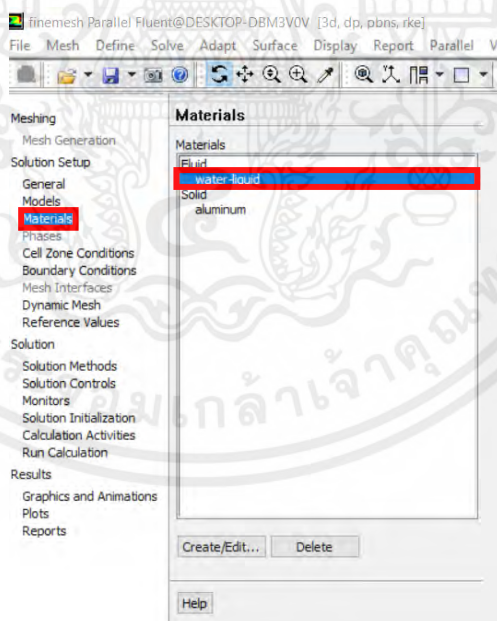 finemesh Parallel Fluent@DESKTOP-DBM3V0V [3d, dp, pbns, rke]
File Mesh Define Solve Adapt Surface Display Report Parallel V
Meshing
Mesh Generation
Solution Setup
General
Models
Materials
Phases
Cell Zone Conditions
Boundary Conditions
Mesh Interfaces
Dynamic Mesh
Reference Values
Solution
Solution Methods
Solution Controls
Monitors
Solution Initialization
Calculation Activities
Run Calculation
Results
Graphics and Animations
Plots
Reports
Materials
Materials
Fluid
water-liquid
Solid
aluminum
Create/Edit... Delete
Help